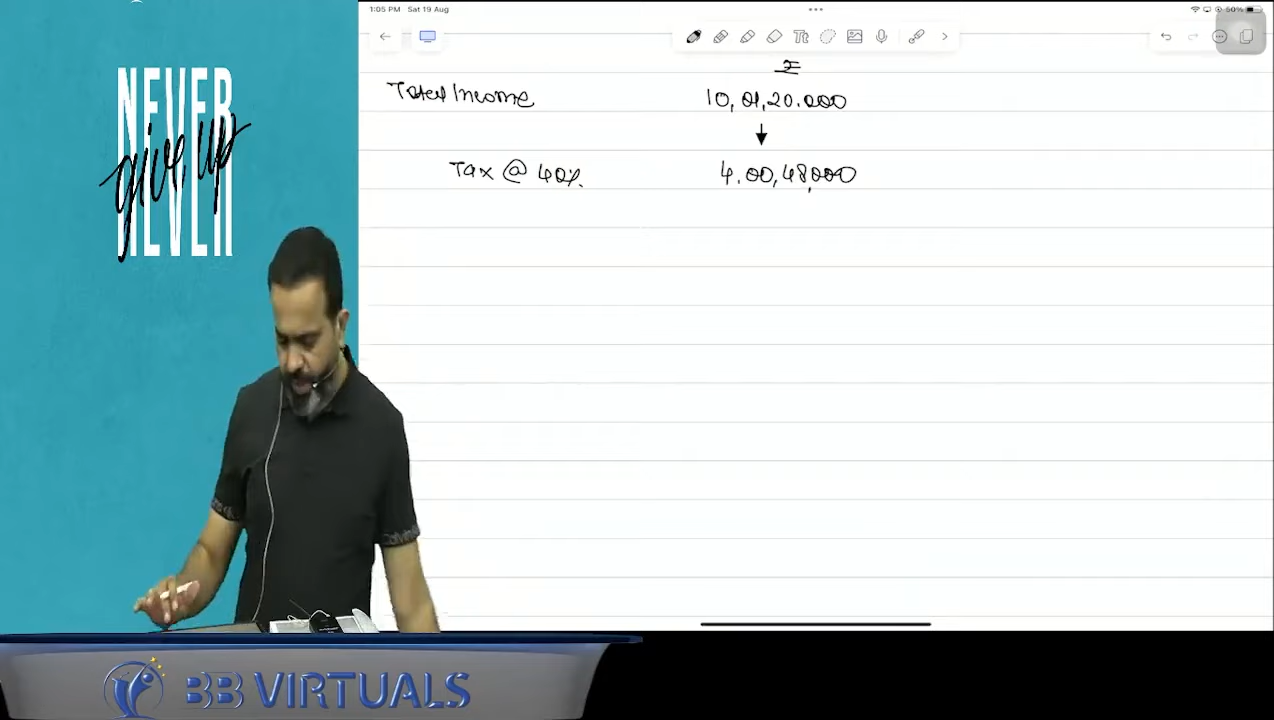 1:05 PM Sat 19 Aug
50%
NEVER
give up
NEVER
₹
Total Income 10,01,20,000
Tax @ 40% 4,00,48,000
BB VIRTUALS